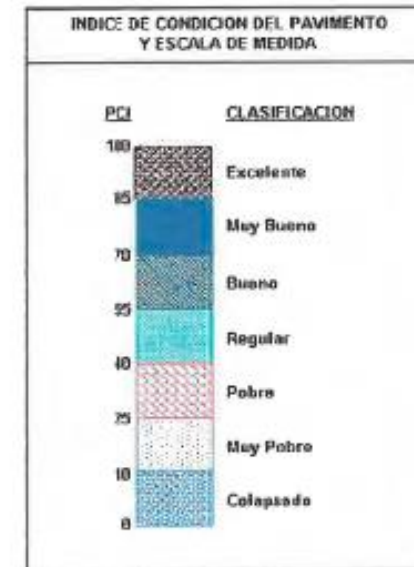 INDICE DE CONDICION DEL PAVIMENTO
Y ESCALA DE MEDIDA
PCI CLASIFICACION
100
Excelente
85
Muy Bueno
70
Bueno
55
Regular
40
Pobre
25
Muy Pobre
10
Colapsado
0